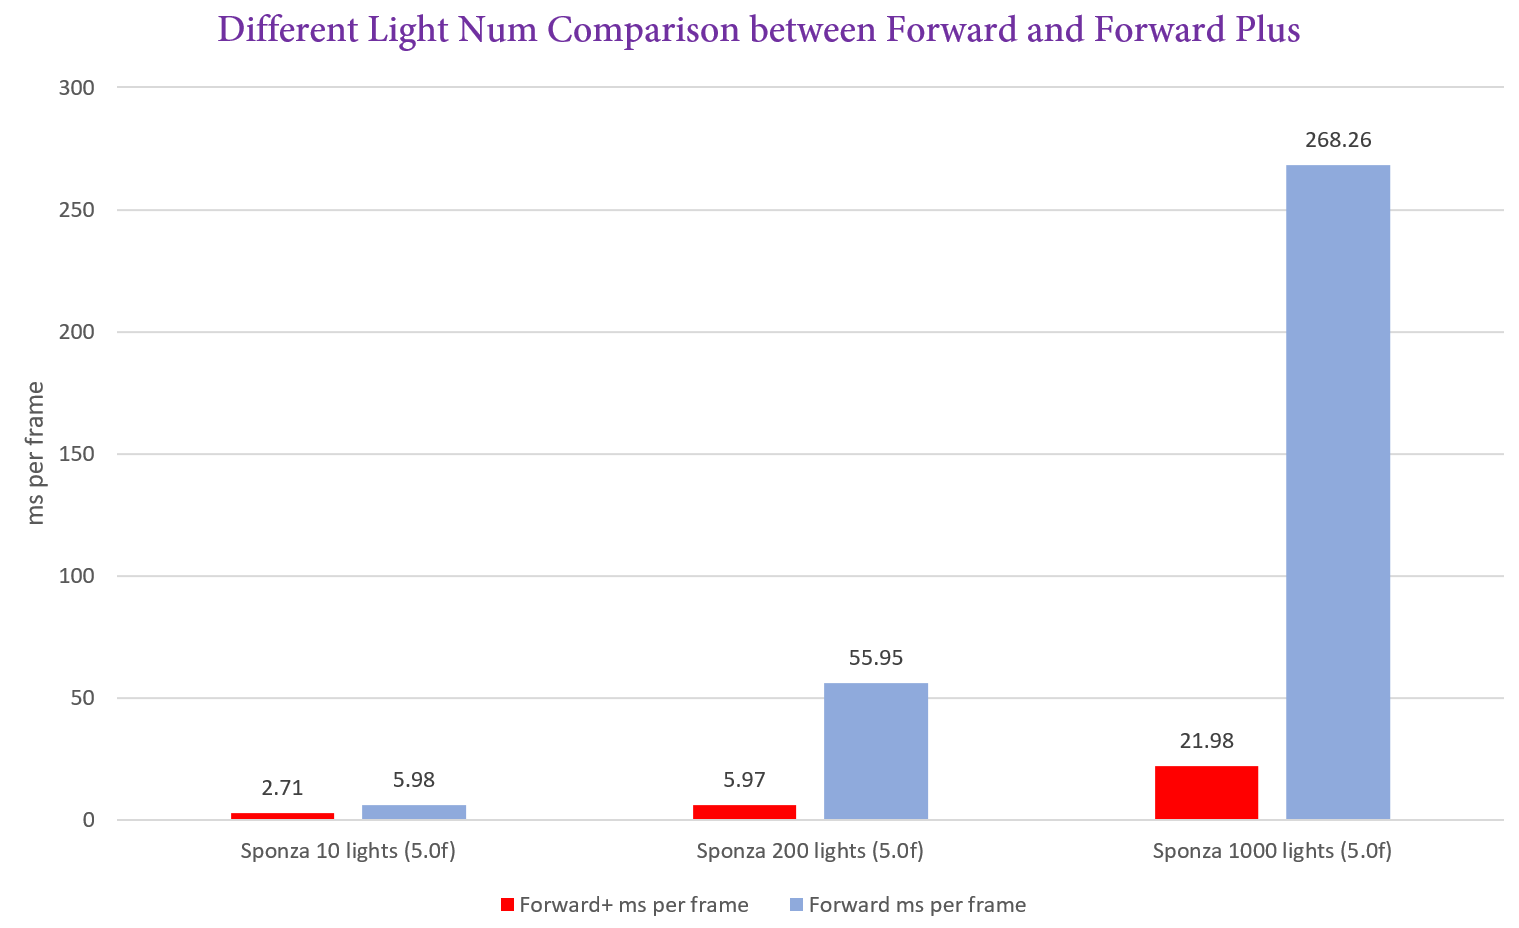 Different Light Num Comparison between Forward and Forward Plus
300
268.26
250
200
ms per frame
150
100
55.95
50
21.98
2.71
5.98
5.97
0
Sponza 10 lights (5.0f)
Sponza 200 lights (5.0f)
Sponza 1000 lights (5.0f)
Forward+ ms per frame
Forward ms per frame